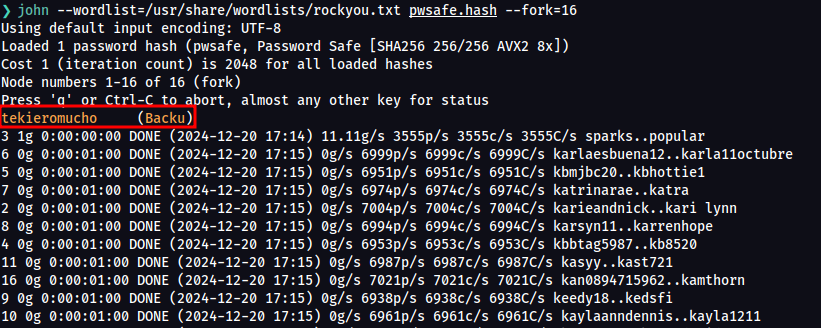 ❯ john --wordlist=/usr/share/wordlists/rockyou.txt pwsafe.hash --fork=16
Using default input encoding: UTF-8
Loaded 1 password hash (pwsafe, Password Safe [SHA256 256/256 AVX2 8x])
Cost 1 (iteration count) is 2048 for all loaded hashes
Node numbers 1-16 of 16 (fork)
Press 'q' or Ctrl-C to abort, almost any other key for status
tekieromucho     (Backu)
3 1g 0:00:00:00 DONE (2024-12-20 17:14) 11.11g/s 3555p/s 3555c/s 3555C/s sparks..popular
6 0g 0:00:01:00 DONE (2024-12-20 17:15) 0g/s 6999p/s 6999c/s 6999C/s karlaesbuena12..karla11octubre
5 0g 0:00:01:00 DONE (2024-12-20 17:15) 0g/s 6951p/s 6951c/s 6951C/s kbmjbc20..kbhottie1
7 0g 0:00:01:00 DONE (2024-12-20 17:15) 0g/s 6974p/s 6974c/s 6974C/s katrinarae..katra
2 0g 0:00:01:00 DONE (2024-12-20 17:15) 0g/s 7004p/s 7004c/s 7004C/s karieandnick..kari lynn
8 0g 0:00:01:00 DONE (2024-12-20 17:15) 0g/s 6994p/s 6994c/s 6994C/s karsyn11..karrenhope
4 0g 0:00:01:00 DONE (2024-12-20 17:15) 0g/s 6953p/s 6953c/s 6953C/s kbbtag5987..kb8520
11 0g 0:00:01:00 DONE (2024-12-20 17:15) 0g/s 6987p/s 6987c/s 6987C/s kasyy..kast721
16 0g 0:00:01:00 DONE (2024-12-20 17:15) 0g/s 7021p/s 7021c/s 7021C/s kan0894715962..kamthorn
9 0g 0:00:01:00 DONE (2024-12-20 17:15) 0g/s 6938p/s 6938c/s 6938C/s keedy18..kedsfi
10 0g 0:00:01:00 DONE (2024-12-20 17:15) 0g/s 6961p/s 6961c/s 6961C/s kaylaanndennis..kayla1211